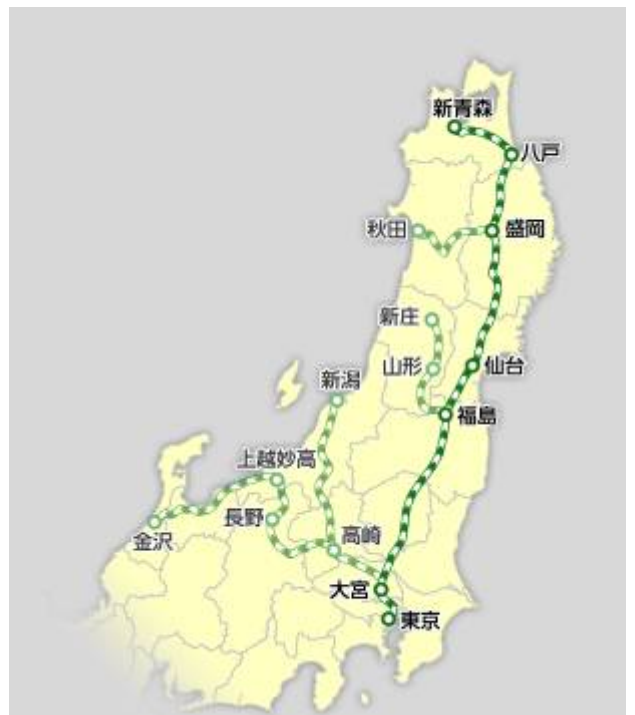 新青森
八戸
秋田
盛岡
新庄
山形
仙台
新潟
福島
上越妙高
長野
金沢
高崎
大宮
東京